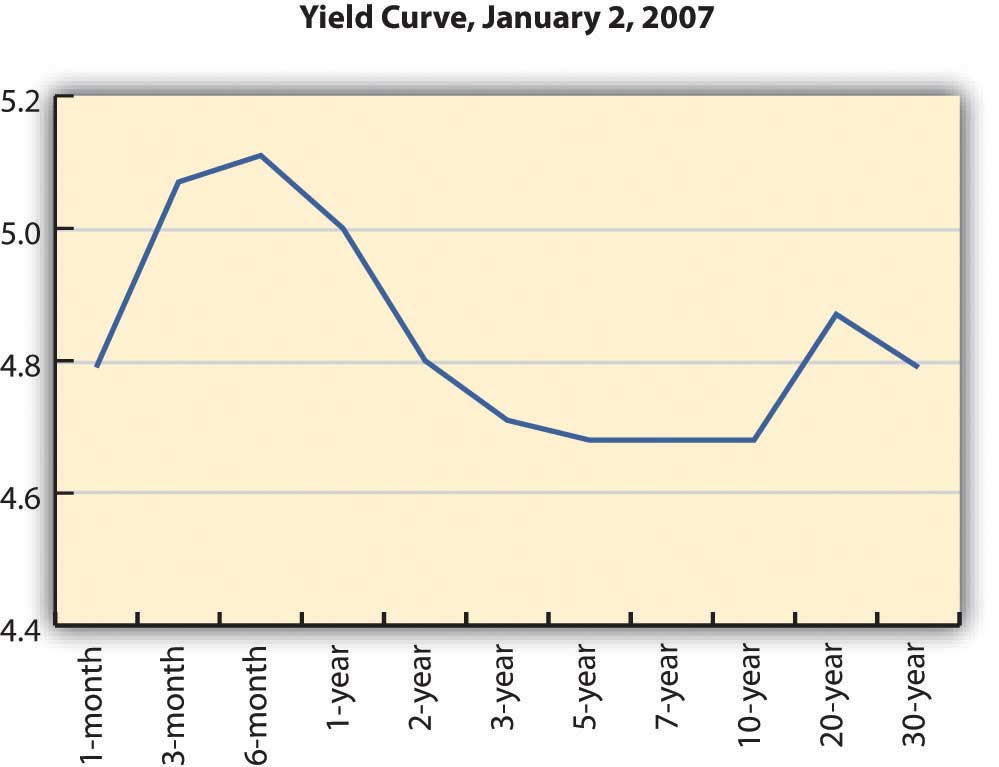 Yield Curve, January 2, 2007
5.2
5.0
4.8
4.6
4.4
1-month
3-month
6-month
1-year
2-year
3-year
5-year
7-year
10-year
20-year
30-year